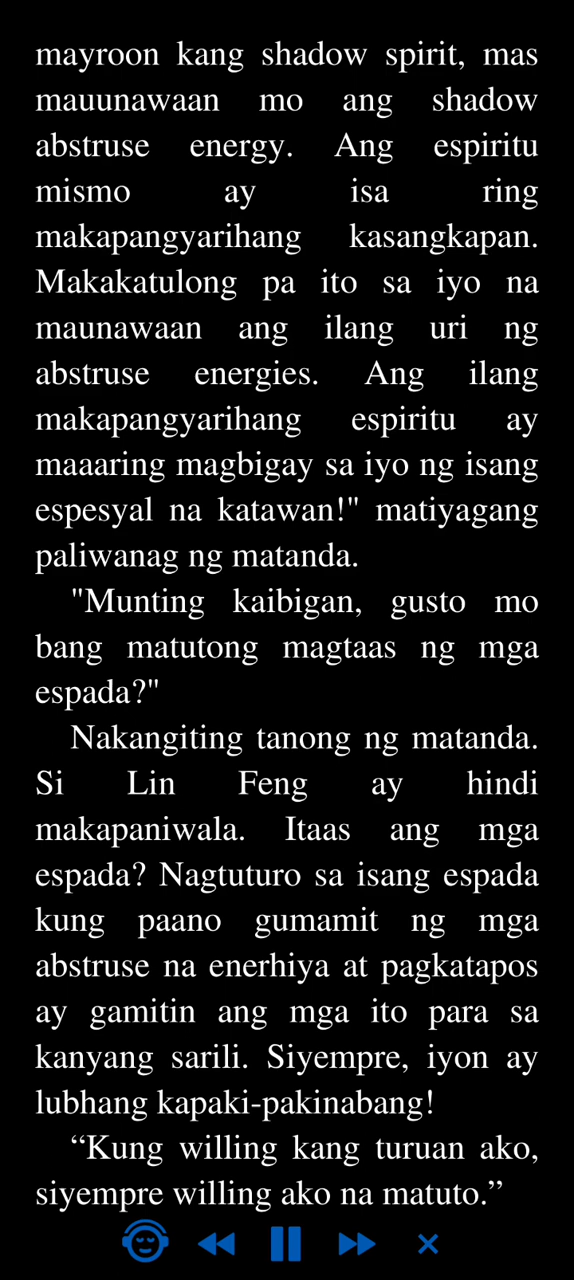 mayroon kang shadow spirit, mas
mauunawaan mo ang shadow
abstruse energy. Ang espiritu
mismo ay isa ring
makapangyarihang kasangkapan.
Makakatulong pa ito sa iyo na
maunawaan ang ilang uri ng
abstruse energies. Ang ilang
makapangyarihang espiritu ay
maaaring magbigay sa iyo ng isang
espesyal na katawan!" matiyagang
paliwanag ng matanda.
"Munting kaibigan, gusto mo
bang matutong magtaas ng mga
espada?"
Nakangiting tanong ng matanda.
Si Lin Feng ay hindi
makapaniwala. Itaas ang mga
espada? Nagtuturo sa isang espada
kung paano gumamit ng mga
abstruse na enerhiya at pagkatapos
ay gamitin ang mga ito para sa
kanyang sarili. Siyempre, iyon ay
lubhang kapaki-pakinabang!
“Kung willing kang turuan ako,
siyempre willing ako na matuto.”